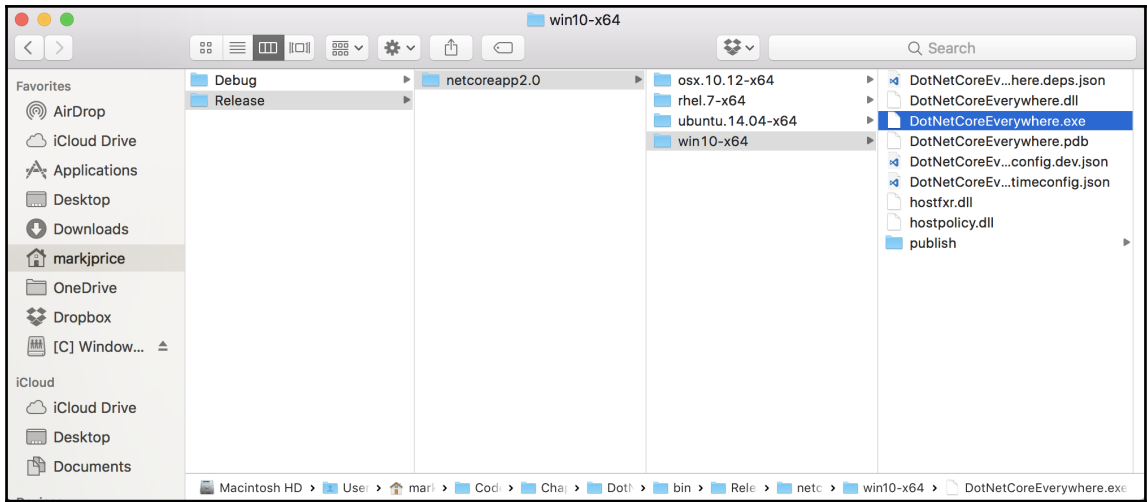 win10-x64
Search
Favorites
AirDrop
iCloud Drive
Applications
Desktop
Downloads
markjprice
OneDrive
Dropbox
[C] Window...
iCloud
iCloud Drive
Desktop
Documents
Debug
Release
netcoreapp2.0
osx.10.12-x64
rhel.7-x64
ubuntu.14.04-x64
win10-x64
DotNetCoreEv...here.deps.json
DotNetCoreEverywhere.dll
DotNetCoreEverywhere.exe
DotNetCoreEverywhere.pdb
DotNetCoreEv...config.dev.json
DotNetCoreEv...timeconfig.json
hostfxr.dll
hostpolicy.dll
publish
Macintosh HD › User › mark › Code › Cha › Dot › bin › Rele › netc › win10-x64 › DotNetCoreEverywhere.exe